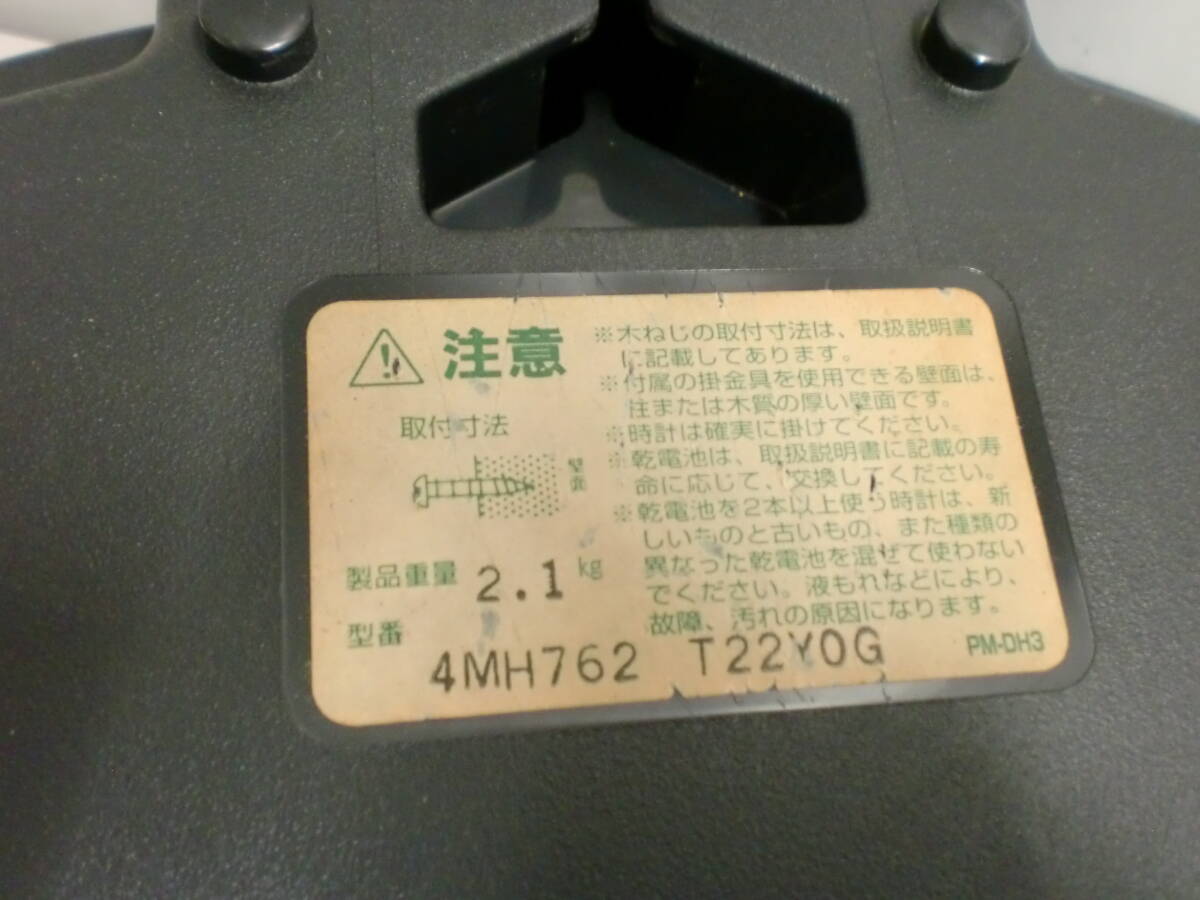 注意
取付寸法
壁面
製品重量 2.1 kg
型番
4MH762 T22Y0G
※木ねじの取付寸法は、取扱説明書
に記載してあります。
※付属の掛金具を使用できる壁面は、
柱または木質の厚い壁面です。
※時計は確実に掛けてください。
※乾電池は、取扱説明書に記載の寿
命に応じて、交換してください。
※乾電池を2本以上使う時計は、新
しいものと古いもの、また種類の
異なった乾電池を混ぜて使わない
でください。液もれなどにより、
故障、汚れの原因になります。
PM-DH3